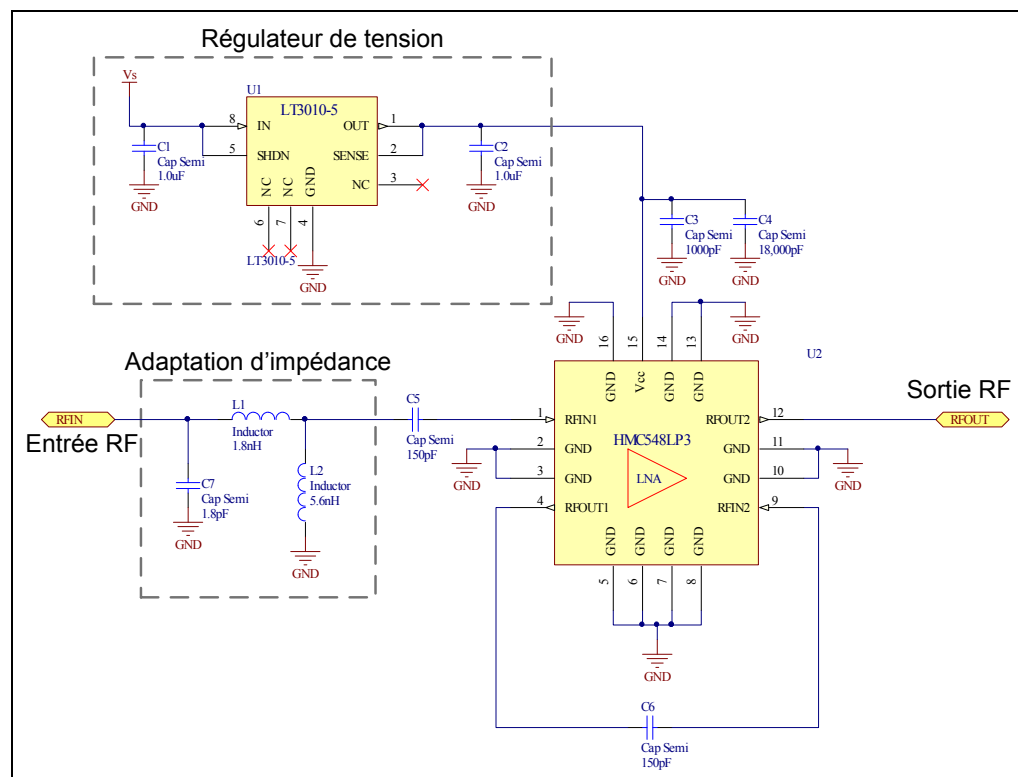 Régulateur de tension
Vs
U1
LT3010-5
8
IN
OUT
1
5
SHDN
SENSE
2
NC
3
NC
NC
GND
6
7
4
LT3010-5
GND
C1
Cap Semi
1.0uF
GND
C2
Cap Semi
1.0uF
GND
C3
Cap Semi
1000pF
GND
C4
Cap Semi
18,000pF
GND
GND
GND
16
15
14
13
U2
GND
Vcc
GND
GND
Adaptation d'impédance
RFIN
Entrée RF
L1
Inductor
1.8nH
C7
Cap Semi
1.8pF
GND
L2
Inductor
5.6nH
GND
C5
Cap Semi
150pF
1
RFIN1
RFOUT2
12
Sortie RF
RFOUT
HMC548LP3
2
GND
GND
11
GND
GND
3
GND
GND
10
LNA
4
RFOUT1
RFIN2
9
GND
GND
GND
GND
5
6
7
8
GND
C6
Cap Semi
150pF